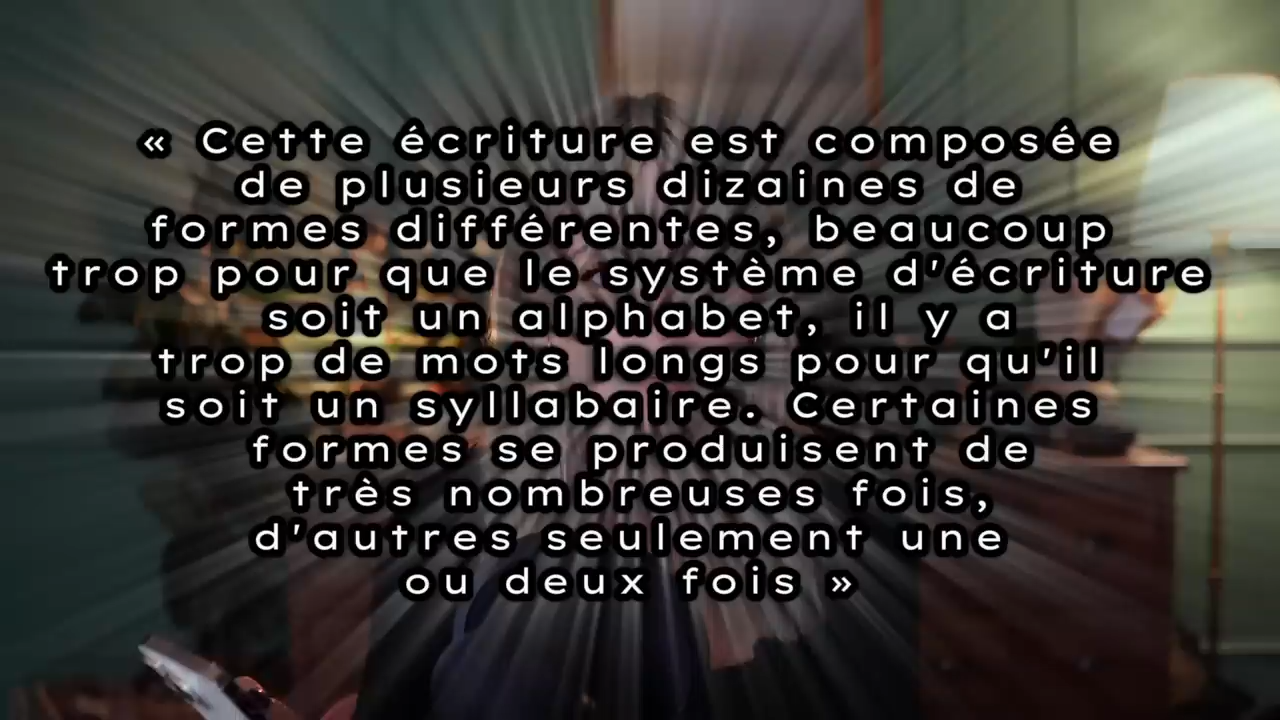 « Cette écriture est composée
de plusieurs dizaines de
formes différentes, beaucoup
trop pour que le système d'écriture
soit un alphabet, il y a
trop de mots longs pour qu'il
soit un syllabaire. Certaines
formes se produisent de
très nombreuses fois,
d'autres seulement une
ou deux fois »